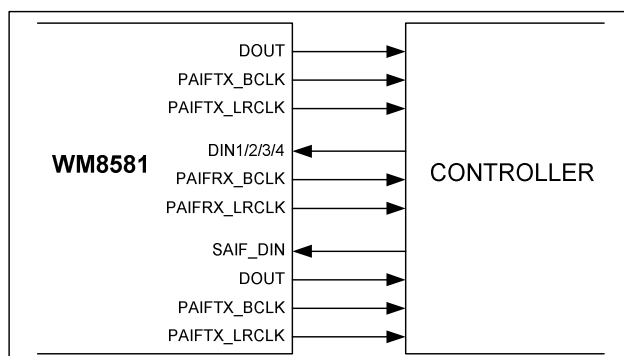 DOUT
PAIFTX_BCLK
PAIFTX_LRCLK
DIN1/2/3/4
WM8581
PAIFRX_BCLK
CONTROLLER
PAIFRX_LRCLK
SAIF_DIN
DOUT
PAIFTX_BCLK
PAIFTX_LRCLK